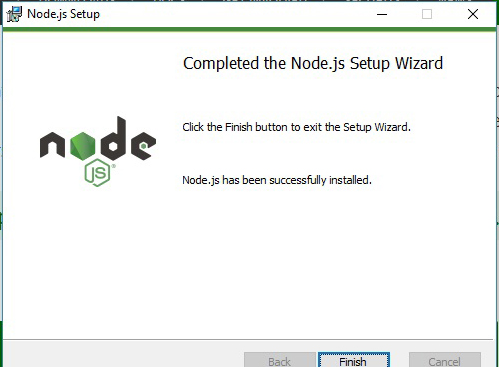 Node.js Setup
Completed the Node.js Setup Wizard
Click the Finish button to exit the Setup Wizard.
node
JS
Node.js has been successfully installed.
Back
Finish
Cancel